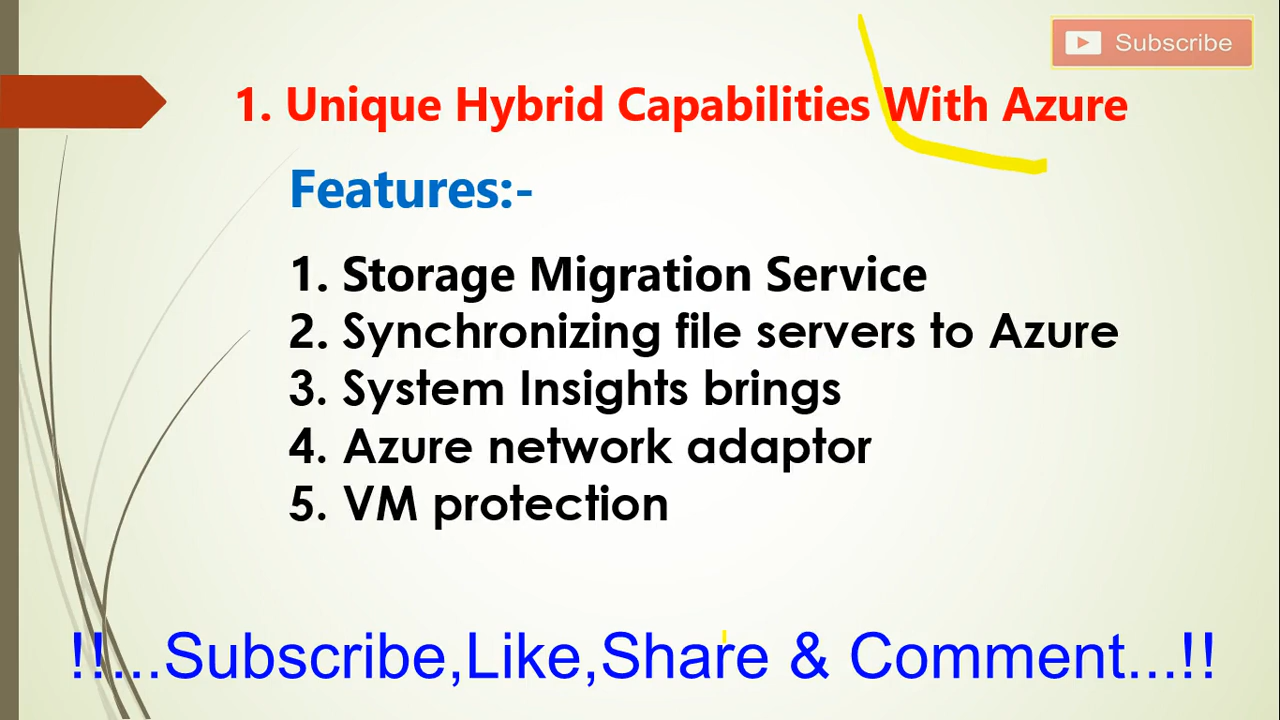 Subscribe
1. Unique Hybrid Capabilities With Azure
Features:-
1. Storage Migration Service
2. Synchronizing file servers to Azure
3. System Insights brings
4. Azure network adaptor
5. VM protection
!!...Subscribe,Like,Share & Comment...!!